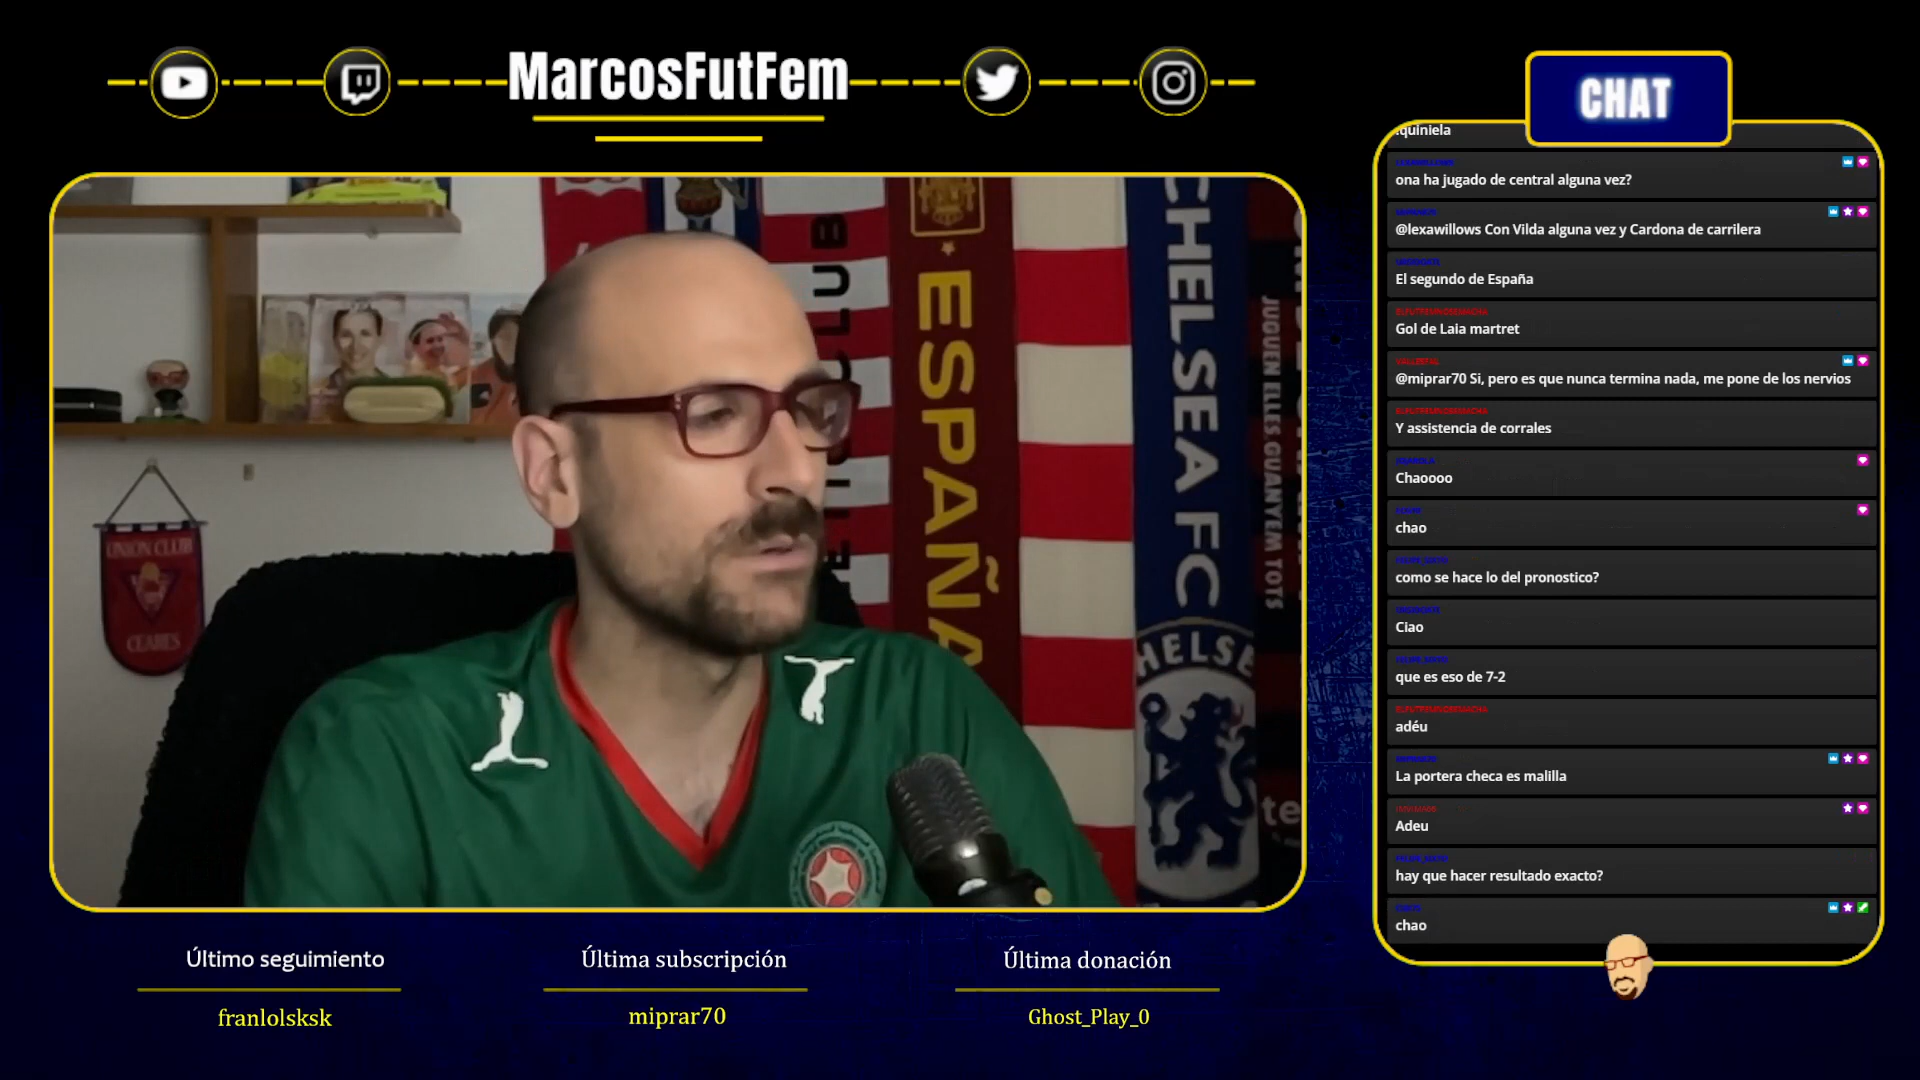 MarcosFutFem
CHAT
quiniela
ona ha jugado de central alguna vez?
@lexawillows Con Vilda alguna vez y Cardona de carrilera
El segundo de España
Gol de Laia martret
@miprar70 Si, pero es que nunca termina nada, me pone de los nervios
Y assistencia de corrales
Chaoooo
chao
como se hace lo del pronostico?
Ciao
que es eso de 7-2
adéu
La portera checa es malilla
Adeu
hay que hacer resultado exacto?
chao
UNION CLUB
CEARES
ESPAÑA
CHELSEA FC
CHELSE
JUGUEN ELLES, GUANYEM TOTS
Último seguimiento
franlolsksk
Última subscripción
miprar70
Última donación
Ghost_Play_0